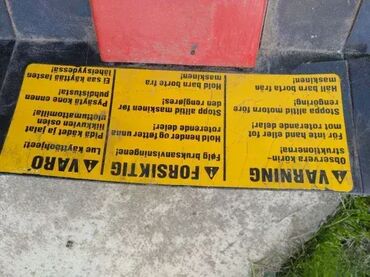 ⚠ VARNING
Observera korin-
struktionerna!
För inte hand eller fot
mot roterande delar!
Stoppa alltid motorn före
rengöring!
Håll barn borta från
maskinen!
⚠ FORSIKTIG
Følg bruksanvisningene!
Hold hender og føtter unna
roterende deler!
Stopp alltid maskinen før
den rengjøres!
Hold barn borte fra
maskinen!
⚠ VARO
Lue käyttöohjeet!
Pidä kädet ja jalat
liikkuvien osien
ulottumattomilla!
Pysäytä kone ennen
puhdistusta!
Ei saa käyttää lasten
läheisyydessä!